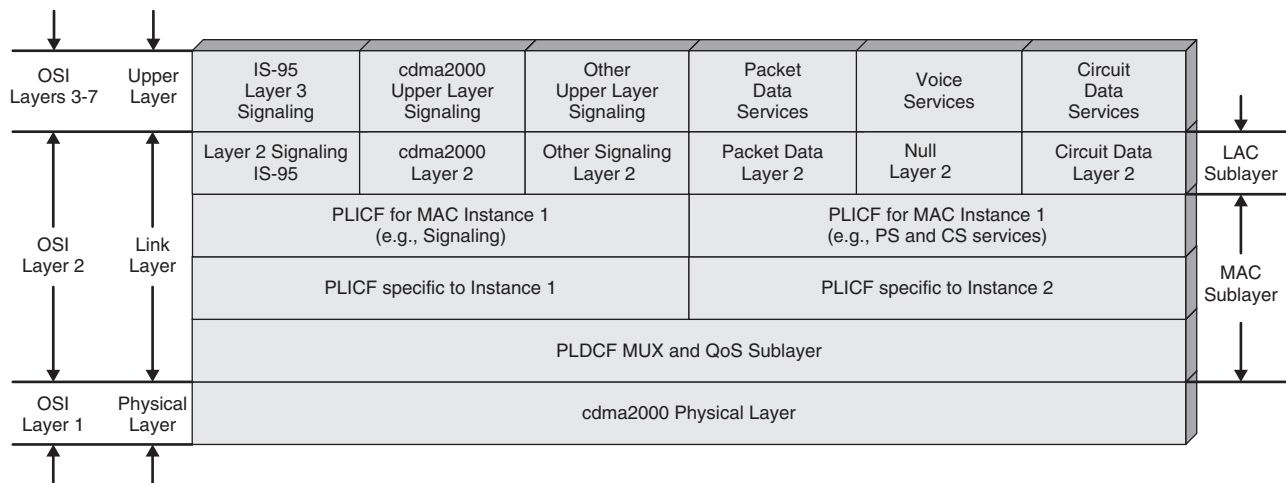 OSI
Layers 3-7
Upper
Layer
IS-95
Layer 3
Signaling
cdma2000
Upper Layer
Signaling
Other
Upper Layer
Signaling
Packet
Data
Services
Voice
Services
Circuit
Data
Services
Layer 2 Signaling
IS-95
cdma2000
Layer 2
Other Signaling
Layer 2
Packet Data
Layer 2
Null
Layer 2
Circuit Data
Layer 2
LAC
Sublayer
OSI
Layer 2
Link
Layer
PLICF for MAC Instance 1
(e.g., Signaling)
PLICF for MAC Instance 1
(e.g., PS and CS services)
PLICF specific to Instance 1
PLICF specific to Instance 2
MAC
Sublayer
PLDCF MUX and QoS Sublayer
OSI
Layer 1
Physical
Layer
cdma2000 Physical Layer